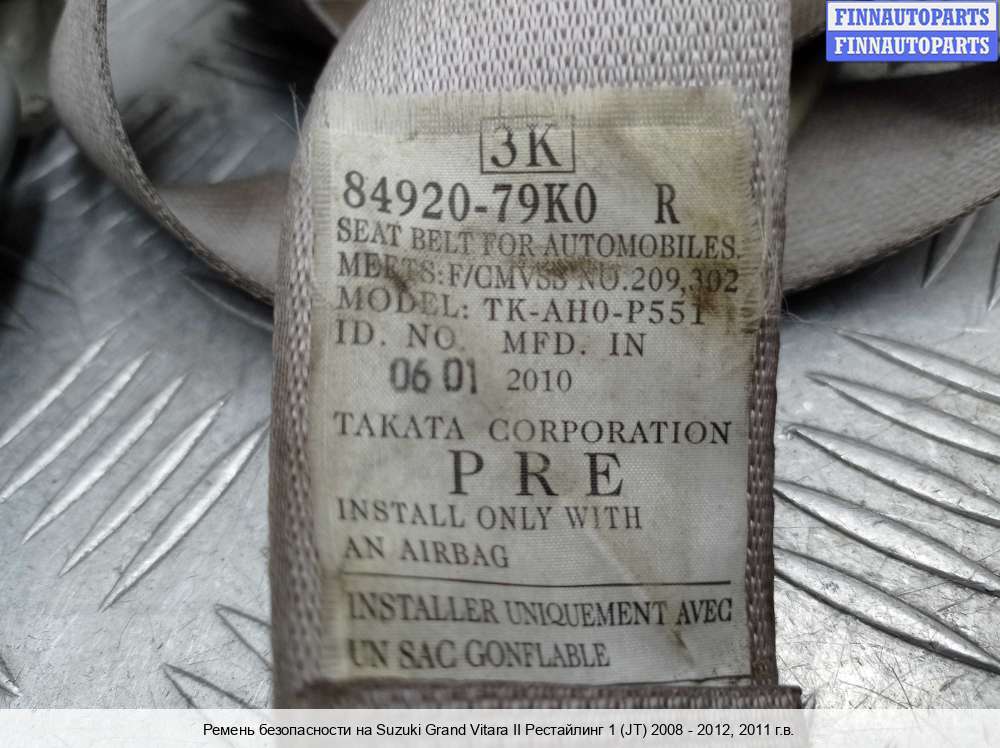 FINNAUTOPARTS
FINNAUTOPARTS
3K
84920-79K0 R
SEAT BELT FOR AUTOMOBILES.
MEETS:F/CMVSS NO.209,302
MODEL: TK-AH0-P551
ID. NO. MFD. IN
06 01 2010
TAKATA CORPORATION
PRE
INSTALL ONLY WITH
AN AIRBAG
INSTALLER UNIQUEMENT AVEC
UN SAC GONFLABLE
Ремень безопасности на Suzuki Grand Vitara II Рестайлинг 1 (JT) 2008 - 2012, 2011 г.в.